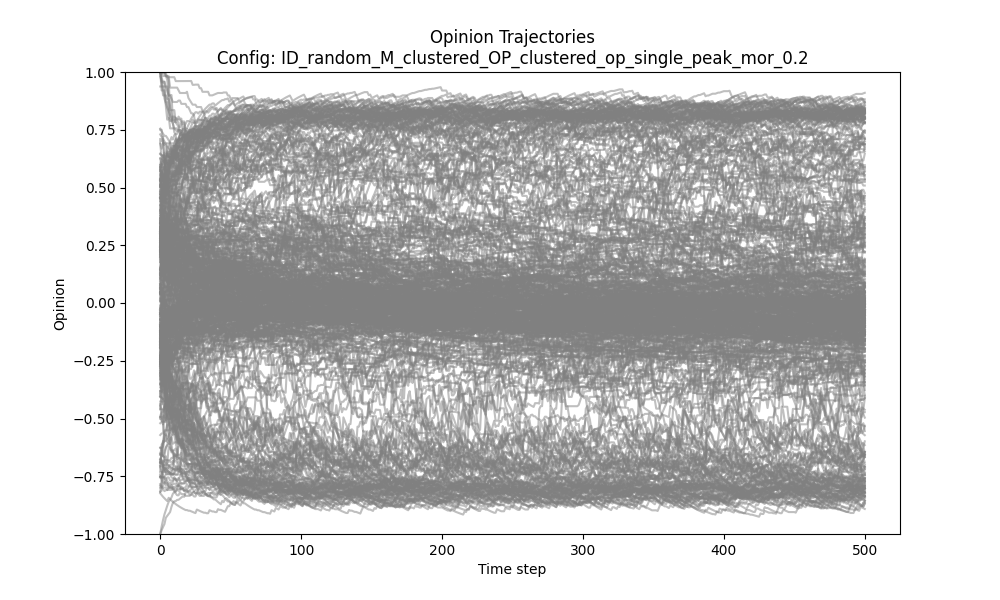 Opinion Trajectories
Config: ID_random_M_clustered_OP_clustered_op_single_peak_mor_0.2
1.00
0.75
0.50
0.25
0.00
−0.25
−0.50
−0.75
−1.00
Opinion
0 100 200 300 400 500
Time step